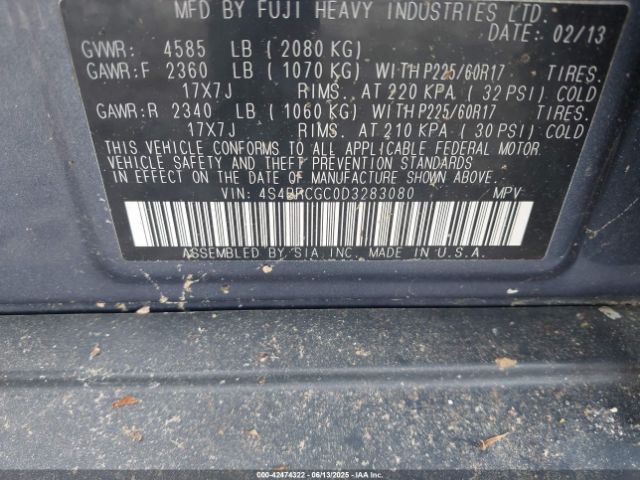 MFD BY FUJI HEAVY INDUSTRIES LTD.
DATE: 02/13
GVWR: 4585 LB (2080 KG)
GAWR:F 2360 LB (1070 KG) WITH P225/60R17 TIRES.
17X7J RIMS. AT 220 KPA (32 PSI) COLD
GAWR:R 2340 LB (1060 KG) WITH P225/60R17 TIRES.
17X7J RIMS. AT 210 KPA (30 PSI) COLD
THIS VEHICLE CONFORMS TO ALL APPLICABLE FEDERAL MOTOR
VEHICLE SAFETY AND THEFT PREVENTION STANDARDS
IN EFFECT ON THE DATE OF MANUFACTURE SHOWN ABOVE.
VIN: 4S4BRCGC0D3283080 MPV
ASSEMBLED BY SIA INC. MADE IN U.S.A.
000-42474322 - 06/13/2025 - IAAI.COM